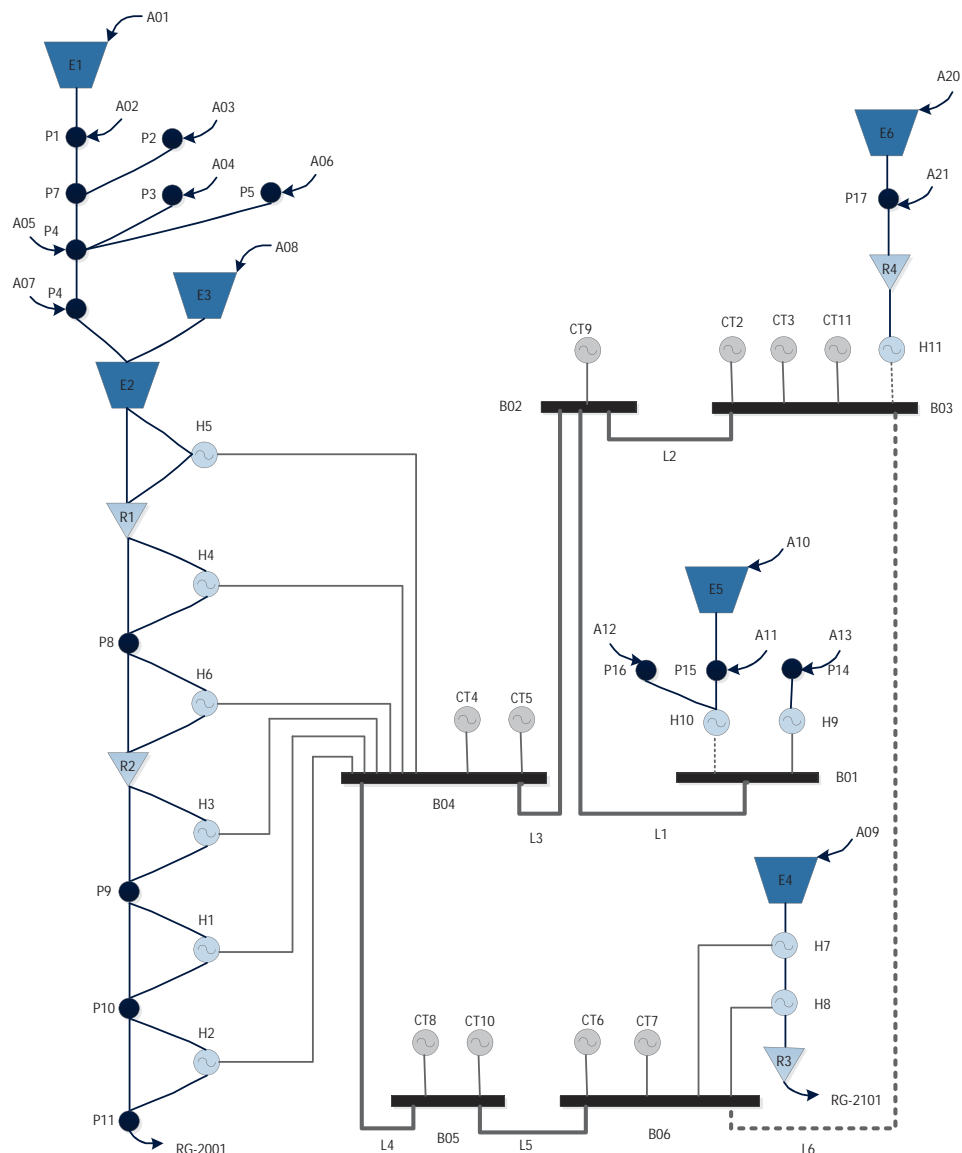 A01
E1
A02
A03
P1
P2
A04
A06
P7
P3
P5
A05
P4
A08
A07
P4
E3
E2
H5
R1
H4
P8
H6
R2
H3
P9
H1
P10
H2
P11
RG-2001
A20
E6
A21
P17
R4
CT9
CT2
CT3
CT11
H11
B02
B03
L2
A10
E5
A12
A11
A13
P16
P15
P14
H10
H9
CT4
CT5
B01
B04
L3
L1
A09
E4
H7
H8
CT8
CT10
CT6
CT7
R3
RG-2101
L4
B05
L5
B06
L6